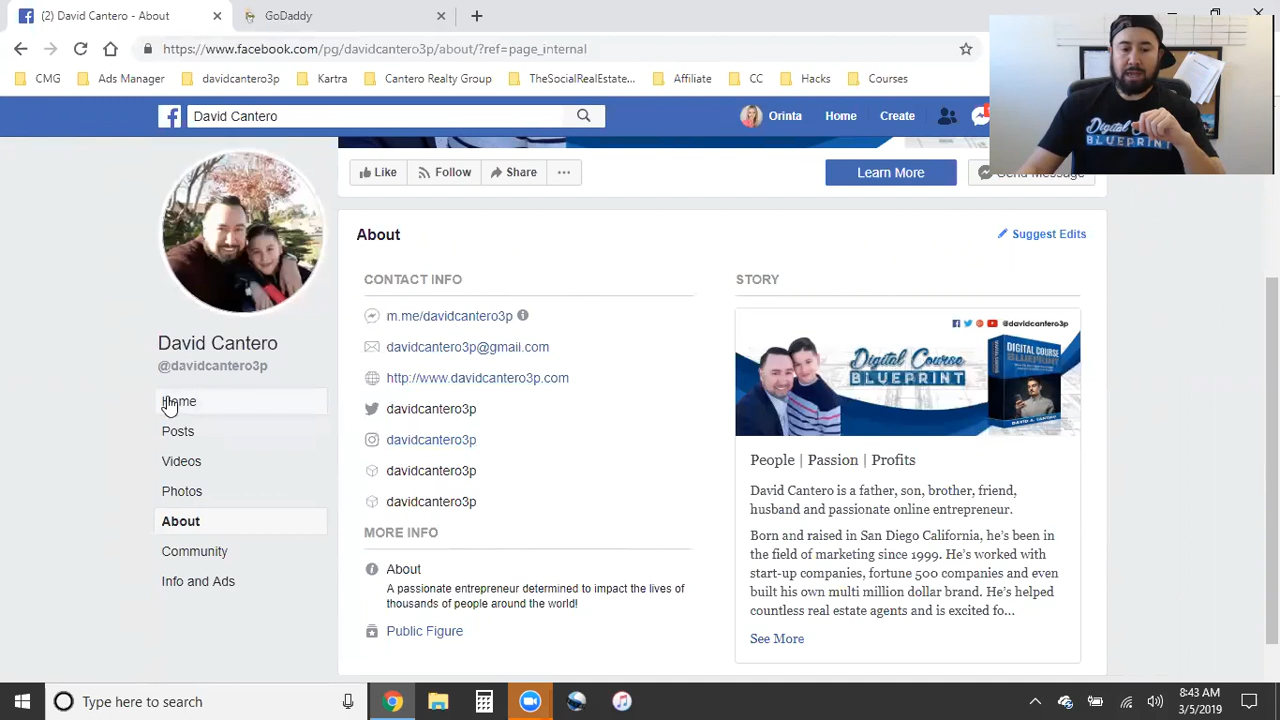 (2) David Cantero - About
GoDaddy
https://www.facebook.com/pg/davidcantero3p/about/?ref=page_internal
CMG
Ads Manager
davidcantero3p
Kartra
Cantero Realty Group
TheSocialRealEstate...
Affiliate
CC
Hacks
Courses
David Cantero
Orinta
Home
Create
Digital Course
BLUEPRINT
Like
Follow
Share
Learn More
Send Message
About
Suggest Edits
CONTACT INFO
m.me/davidcantero3p
davidcantero3p@gmail.com
http://www.davidcantero3p.com
davidcantero3p
davidcantero3p
davidcantero3p
davidcantero3p
MORE INFO
About
A passionate entrepreneur determined to impact the lives of
thousands of people around the world!
Public Figure
STORY
@davidcantero3p
Digital Course
BLUEPRINT
DIGITAL
COURSE
BLUEPRINT
People | Passion | Profits
David Cantero is a father, son, brother, friend,
husband and passionate online entrepreneur.
Born and raised in San Diego California, he's been in
the field of marketing since 1999. He's worked with
start-up companies, fortune 500 companies and even
built his own multi million dollar brand. He's helped
countless real estate agents and is excited fo...
See More
David Cantero
@davidcantero3p
Home
Posts
Videos
Photos
About
Community
Info and Ads
Type here to search
8:43 AM
3/5/2019